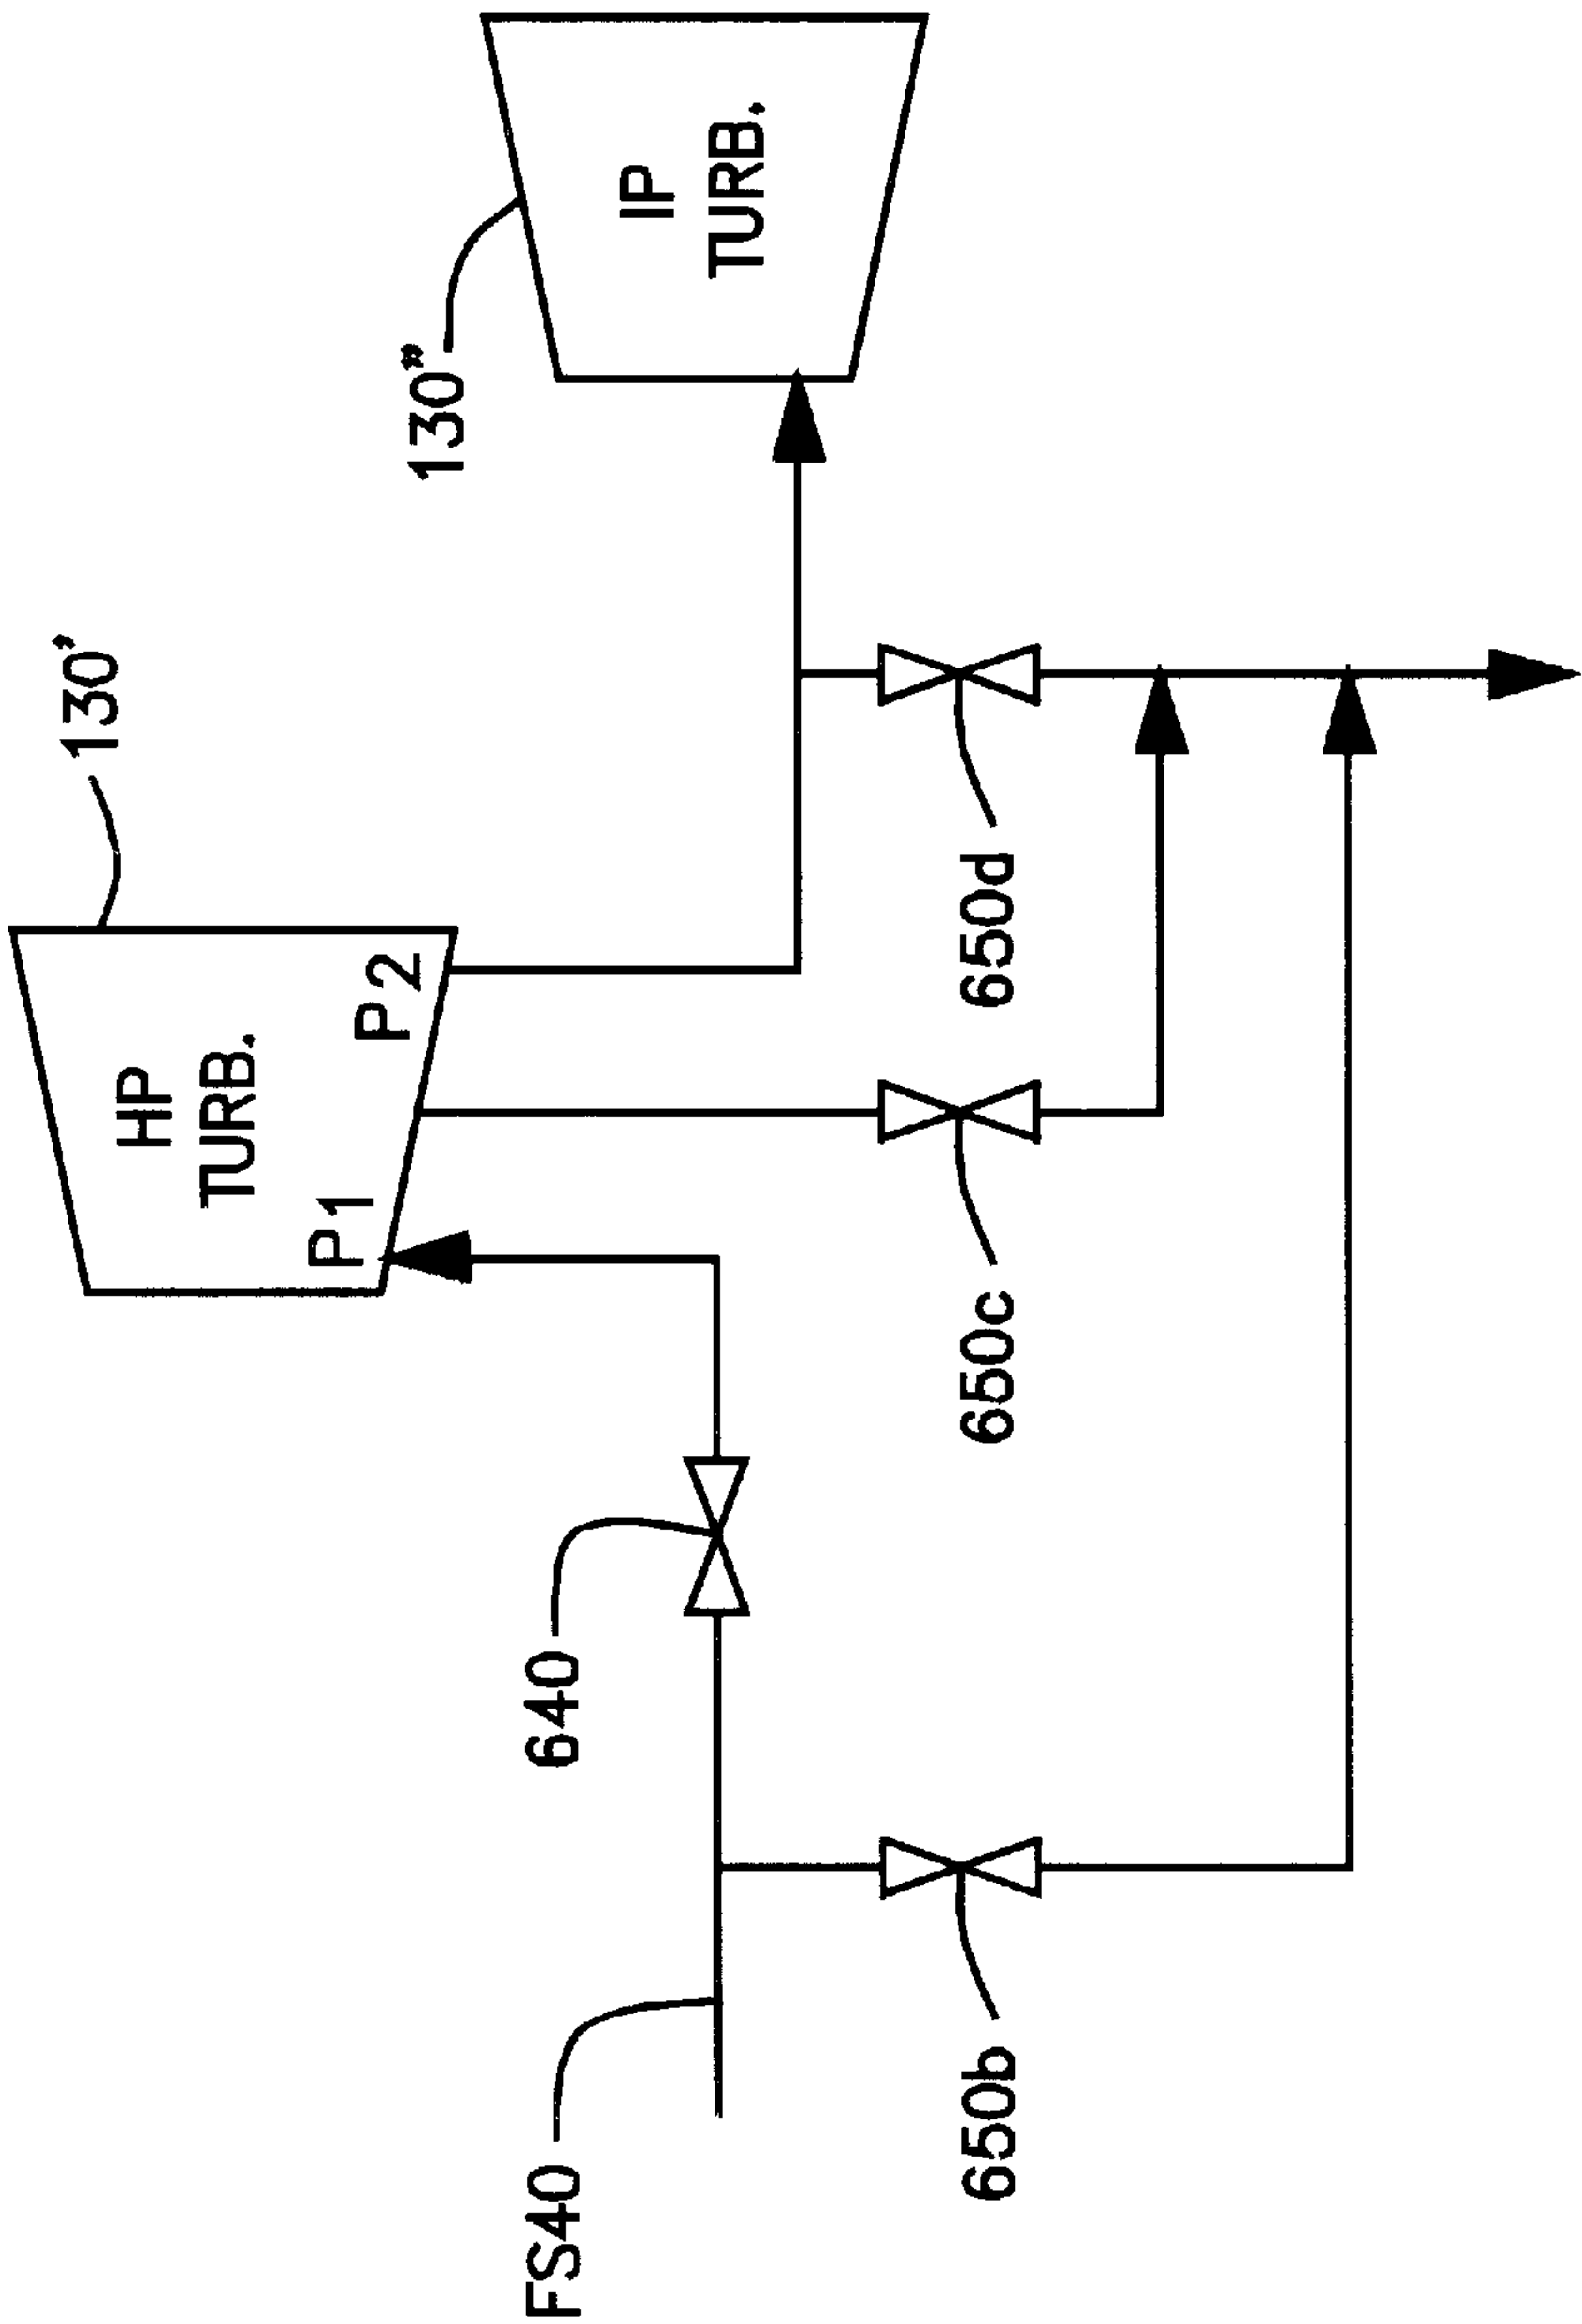 130'
HP
TURB.
P1
P2
130"
IP
TURB.
640
FS40
650b
650c
650d